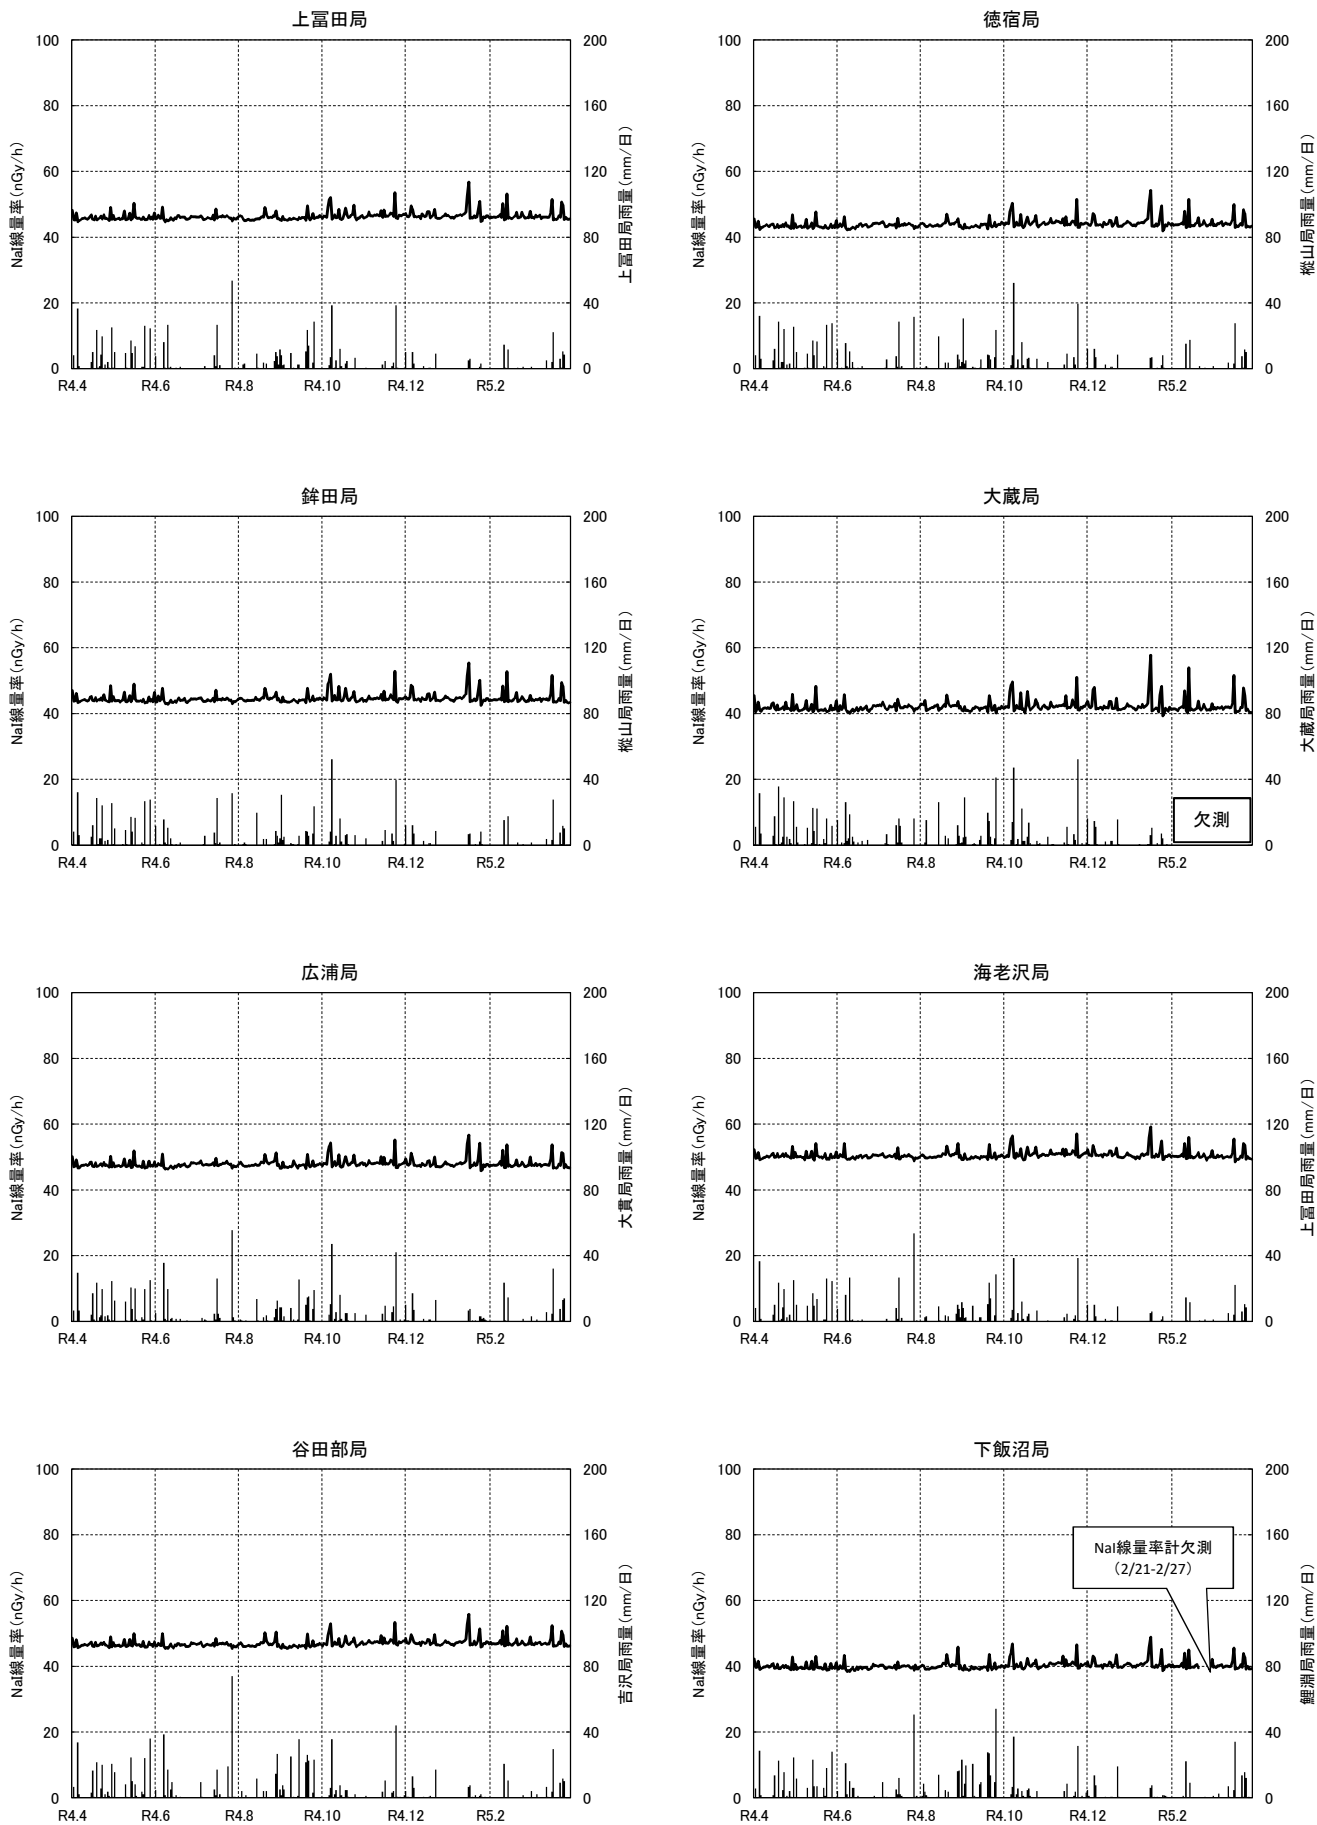 上冨田局
100
80
60
40
20
0
200
160
120
80
40
0
NaI線量率(nGy/h)
上冨田局雨量(mm/日)
R4.4 R4.6 R4.8 R4.10 R4.12 R5.2
徳宿局
100
80
60
40
20
0
200
160
120
80
40
0
NaI線量率(nGy/h)
樅山局雨量(mm/日)
R4.4 R4.6 R4.8 R4.10 R4.12 R5.2
鉾田局
100
80
60
40
20
0
200
160
120
80
40
0
NaI線量率(nGy/h)
樅山局雨量(mm/日)
R4.4 R4.6 R4.8 R4.10 R4.12 R5.2
大蔵局
100
80
60
40
20
0
200
160
120
80
40
0
NaI線量率(nGy/h)
大蔵局雨量(mm/日)
欠測
R4.4 R4.6 R4.8 R4.10 R4.12 R5.2
広浦局
100
80
60
40
20
0
200
160
120
80
40
0
NaI線量率(nGy/h)
大貫局雨量(mm/日)
R4.4 R4.6 R4.8 R4.10 R4.12 R5.2
海老沢局
100
80
60
40
20
0
200
160
120
80
40
0
NaI線量率(nGy/h)
上冨田局雨量(mm/日)
R4.4 R4.6 R4.8 R4.10 R4.12 R5.2
谷田部局
100
80
60
40
20
0
200
160
120
80
40
0
NaI線量率(nGy/h)
吉沢局雨量(mm/日)
R4.4 R4.6 R4.8 R4.10 R4.12 R5.2
下飯沼局
100
80
60
40
20
0
200
160
120
80
40
0
NaI線量率(nGy/h)
鯉淵局雨量(mm/日)
NaI線量率計欠測
（2/21-2/27）
R4.4 R4.6 R4.8 R4.10 R4.12 R5.2